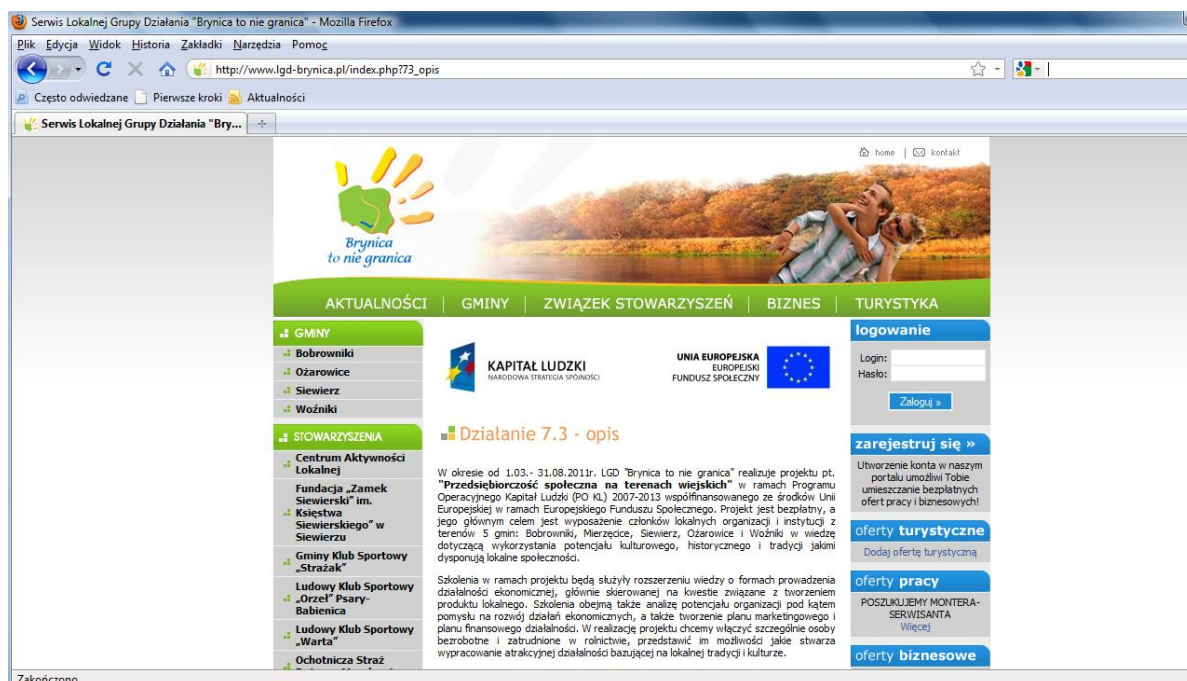 Serwis Lokalnej Grupy Działania "Brynica to nie granica" - Mozilla Firefox
Plik Edycja Widok Historia Zakładki Narzędzia Pomoc
http://www.lgd-brynica.pl/index.php?73_opis
Często odwiedzane Pierwsze kroki Aktualności
Serwis Lokalnej Grupy Działania "Bry...
home | kontakt
Brynica
to nie granica
AKTUALNOŚCI | GMINY | ZWIĄZEK STOWARZYSZEŃ | BIZNES | TURYSTYKA
GMINY
Bobrowniki
Ożarowice
Siewierz
Woźniki
STOWARZYSZENIA
Centrum Aktywności
Lokalnej
Fundacja „Zamek
Siewierski” im.
Księstwa
Siewierskiego” w
Siewierzu
Gminy Klub Sportowy
„Strażak”
Ludowy Klub Sportowy
„Orzeł” Psary-
Babienica
Ludowy Klub Sportowy
„Warta”
Ochotnicza Straż
KAPITAŁ LUDZKI
NARODOWA STRATEGIA SPÓJNOŚCI
UNIA EUROPEJSKA
EUROPEJSKI
FUNDUSZ SPOŁECZNY
Działanie 7.3 - opis
W okresie od 1.03.- 31.08.2011r. LGD "Brynica to nie granica" realizuje projektu pt.
"Przedsiębiorczość społeczna na terenach wiejskich" w ramach Programu
Operacyjnego Kapitał Ludzki (PO KL) 2007-2013 współfinansowanego ze środków Unii
Europejskiej w ramach Europejskiego Funduszu Społecznego. Projekt jest bezpłatny, a
jego głównym celem jest wyposażenie członków lokalnych organizacji i instytucji z
terenów 5 gmin: Bobrowniki, Mierzęcice, Siewierz, Ożarowice i Woźniki w wiedzę
dotyczącą wykorzystania potencjału kulturowego, historycznego i tradycji jakimi
dysponują lokalne społeczności.
Szkolenia w ramach projektu będą służyły rozszerzeniu wiedzy o formach prowadzenia
działalności ekonomicznej, głównie skierowanej na kwestie związane z tworzeniem
produktu lokalnego. Szkolenia obejmą także analizę potencjału organizacji pod kątem
pomysłu na rozwój działań ekonomicznych, a także tworzenie planu marketingowego i
planu finansowego działalności. W realizację projektu chcemy włączyć szczególnie osoby
bezrobotne i zatrudnione w rolnictwie, przedstawić im możliwości jakie stwarza
wypracowanie atrakcyjnej działalności bazującej na lokalnej tradycji i kulturze.
logowanie
Login:
Hasło:
Zaloguj »
zarejestruj się »
Utworzenie konta w naszym
portalu umożliwi Tobie
umieszczanie bezpłatnych
ofert pracy i biznesowych!
oferty turystyczne
Dodaj ofertę turystyczną
oferty pracy
POSZUKUJEMY MONTERA-
SERWISANTA
Więcej
oferty biznesowe
Zakończono